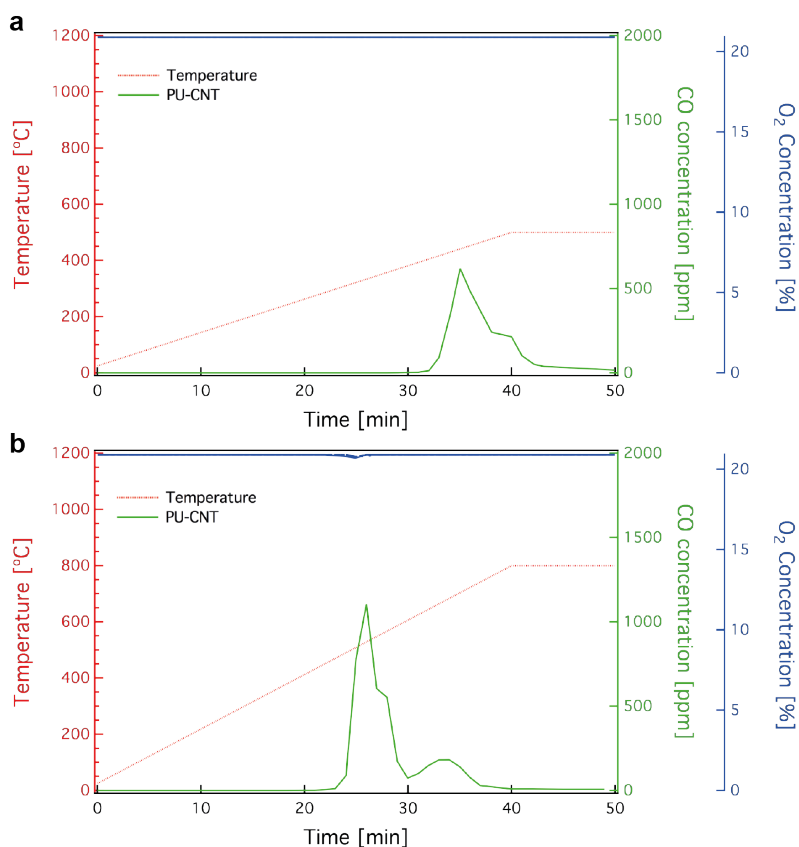 a
1200
1000
800
600
400
200
0
Temperature [ºC]
Temperature
PU-CNT
2000
1500
1000
500
0
CO concentration [ppm]
20
15
10
5
0
O₂ Concentration [%]
0 10 20 30 40 50
Time [min]
b
1200
1000
800
600
400
200
0
Temperature [ºC]
Temperature
PU-CNT
2000
1500
1000
500
0
CO concentration [ppm]
20
15
10
5
0
O₂ Concentration [%]
0 10 20 30 40 50
Time [min]